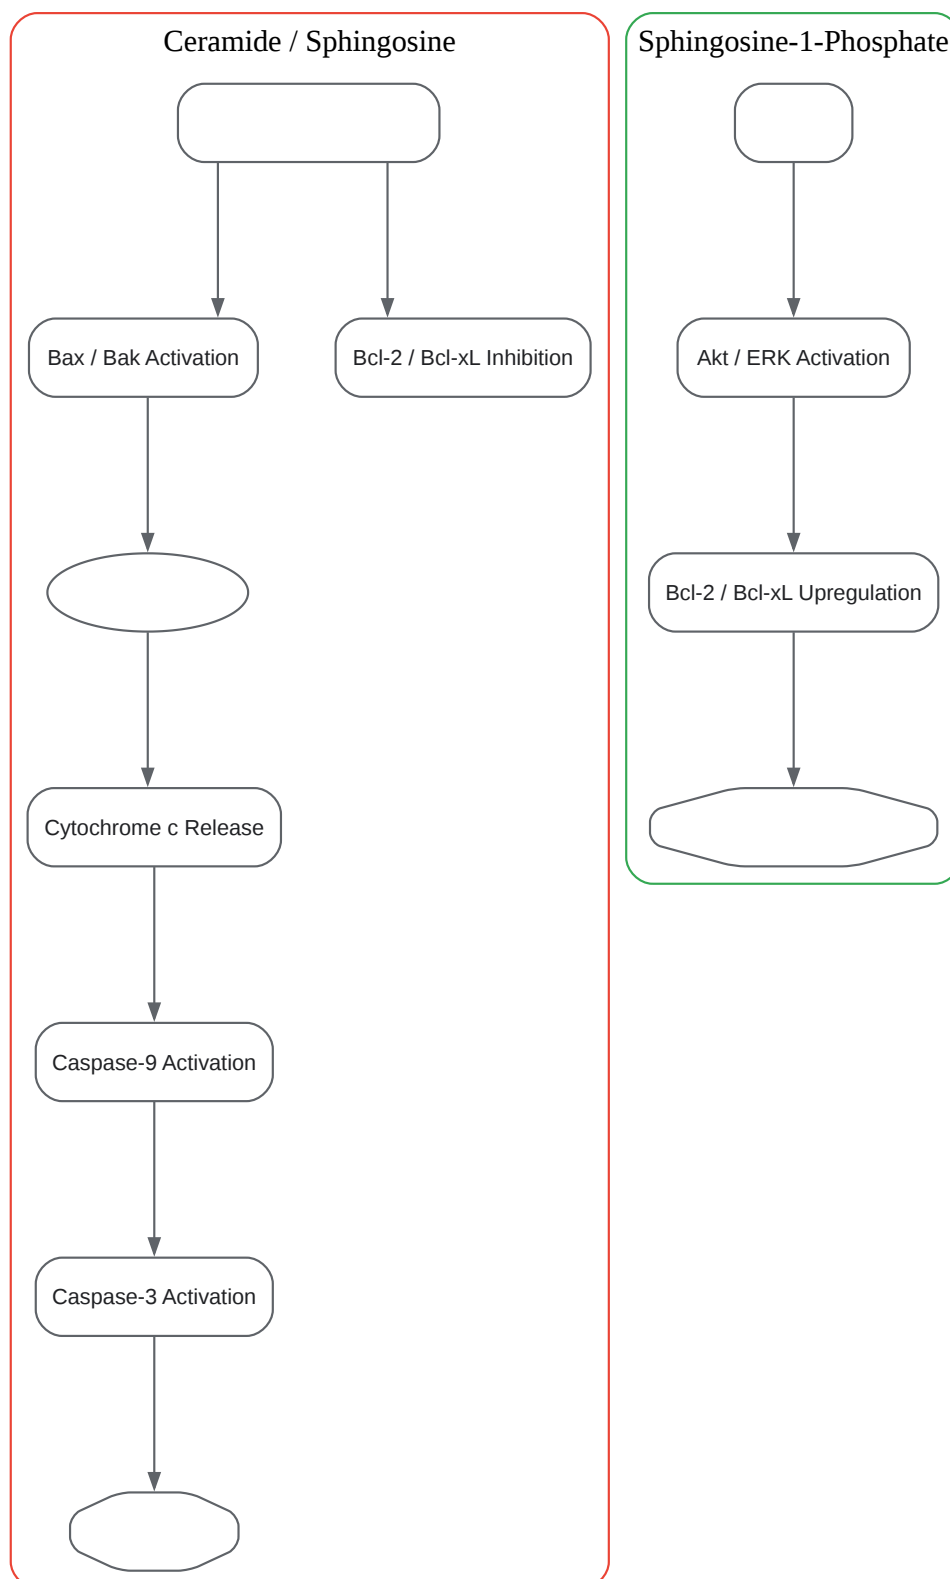 Ceramide / Sphingosine
Bax / Bak Activation
Bcl-2 / Bcl-xL Inhibition
Cytochrome c Release
Caspase-9 Activation
Caspase-3 Activation
Sphingosine-1-Phosphate
Akt / ERK Activation
Bcl-2 / Bcl-xL Upregulation